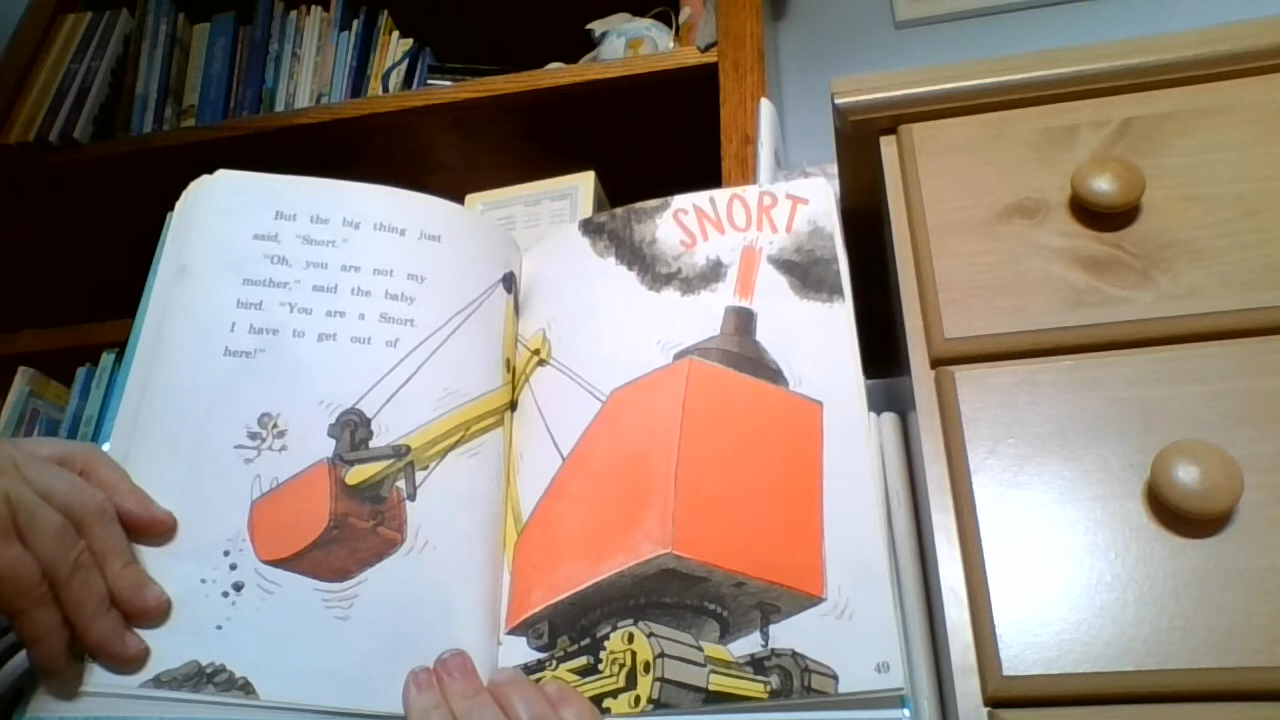 But the big thing just
said, "Snort."
"Oh, you are not my
mother," said the baby
bird. "You are a Snort.
I have to get out of
here!"
SNORT
49